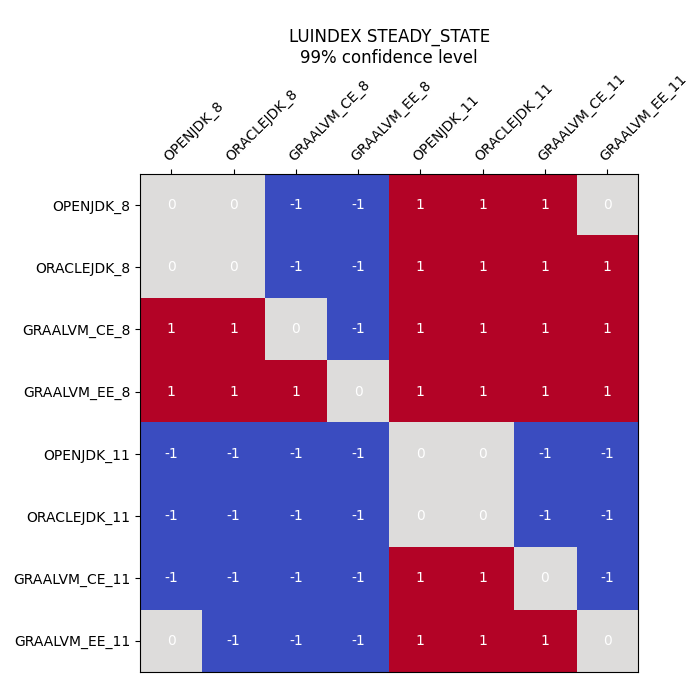 LUINDEX STEADY_STATE
99% confidence level
OPENJDK_8 ORACLEJDK_8 GRAALVM_CE_8 GRAALVM_EE_8 OPENJDK_11 ORACLEJDK_11 GRAALVM_CE_11 GRAALVM_EE_11
OPENJDK_8 0 0 -1 -1 1 1 1 0
ORACLEJDK_8 0 0 -1 -1 1 1 1 1
GRAALVM_CE_8 1 1 0 -1 1 1 1 1
GRAALVM_EE_8 1 1 1 0 1 1 1 1
OPENJDK_11 -1 -1 -1 -1 0 0 -1 -1
ORACLEJDK_11 -1 -1 -1 -1 0 0 -1 -1
GRAALVM_CE_11 -1 -1 -1 -1 1 1 0 -1
GRAALVM_EE_11 0 -1 -1 -1 1 1 1 0